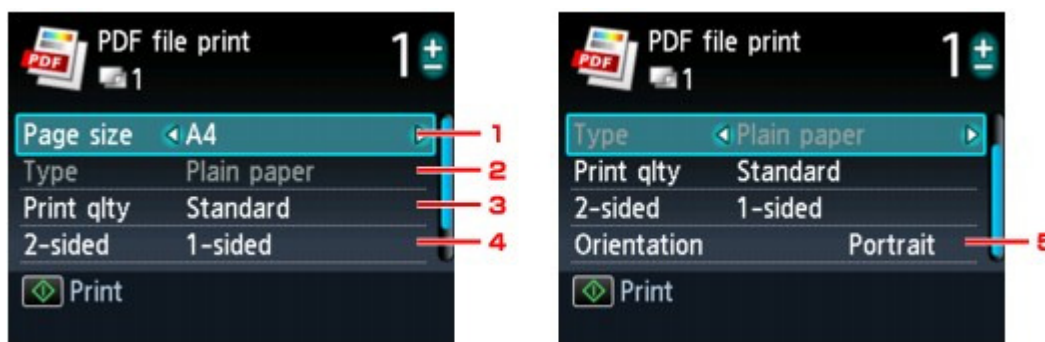 PDF file print
PDF
1
1
Page size A4
1
Type Plain paper
2
Print qlty Standard
3
2-sided 1-sided
4
Print
PDF file print
PDF
1
1
Type Plain paper
Print qlty Standard
2-sided 1-sided
Orientation Portrait
5
Print